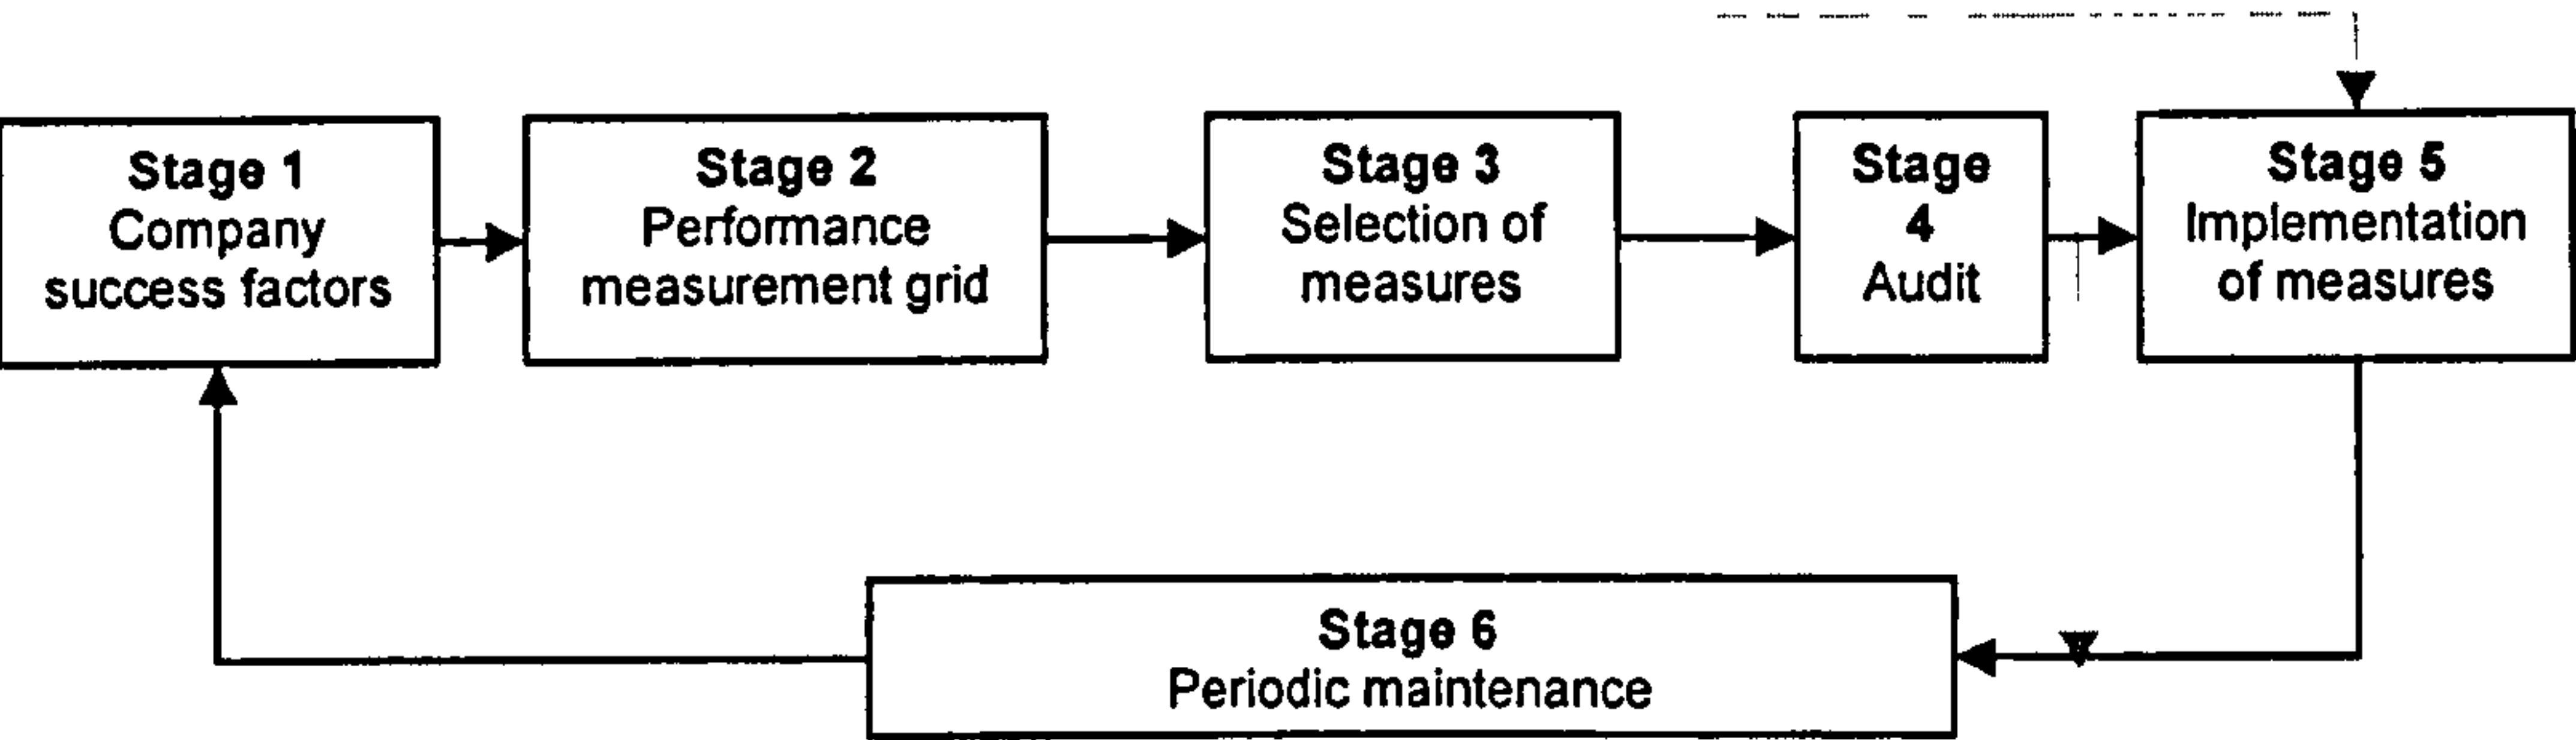 Stage 1
Company
success factors
Stage 2
Performance
measurement grid
Stage 3
Selection of
measures
Stage
4
Audit
Stage 5
Implementation
of measures
Stage 6
Periodic maintenance